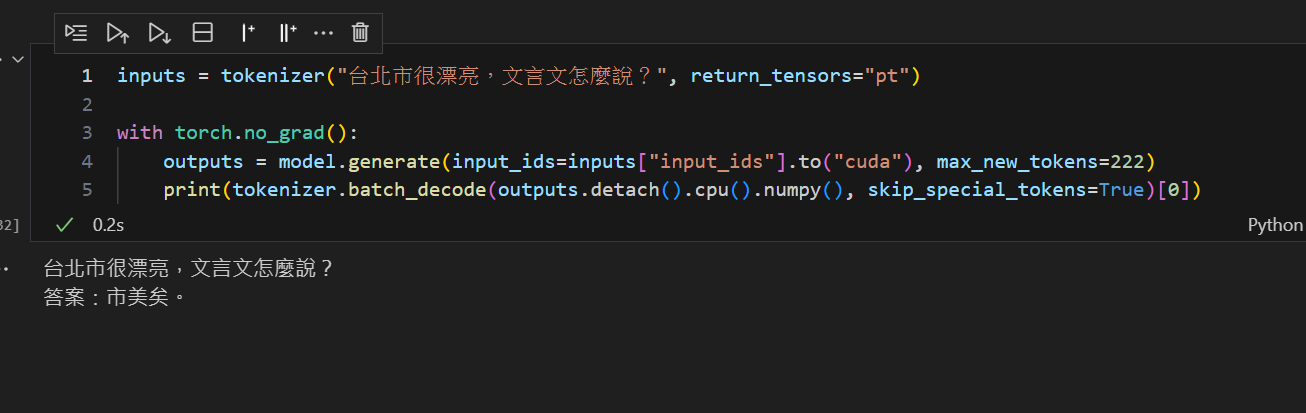 1 inputs = tokenizer("台北市很漂亮，文言文怎麼說？", return_tensors="pt")
2
3 with torch.no_grad():
4 outputs = model.generate(input_ids=inputs["input_ids"].to("cuda"), max_new_tokens=222)
5 print(tokenizer.batch_decode(outputs.detach().cpu().numpy(), skip_special_tokens=True)[0])
32] 0.2s Python
台北市很漂亮，文言文怎麼說？
答案：市美矣。